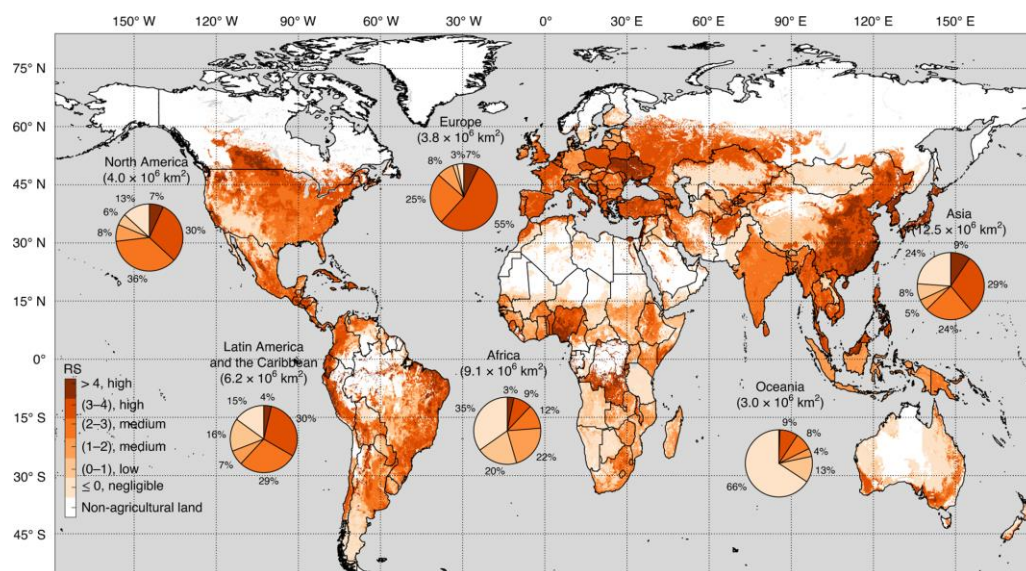 150° W 120° W 90° W 60° W 30° W 0° 30° E 60° E 90° E 120° E 150° E
75° N
60° N
45° N
30° N
15° N
0°
15° S
30° S
45° S
North America
(4.0 × 10⁶ km²)
13% 7%
6%
8%
30%
36%
Europe
(3.8 × 10⁶ km²)
8% 3% 7%
25%
55%
Asia
(12.5 × 10⁶ km²)
24% 9%
29%
8%
5%
24%
Latin America
and the Caribbean
(6.2 × 10⁶ km²)
15% 4%
30%
16%
7%
29%
Africa
(9.1 × 10⁶ km²)
3% 9%
12%
35%
22%
20%
Oceania
(3.0 × 10⁶ km²)
9%
8%
4%
13%
66%
RS
> 4, high
(3–4), high
(2–3), medium
(1–2), medium
(0–1), low
≤ 0, negligible
Non-agricultural land